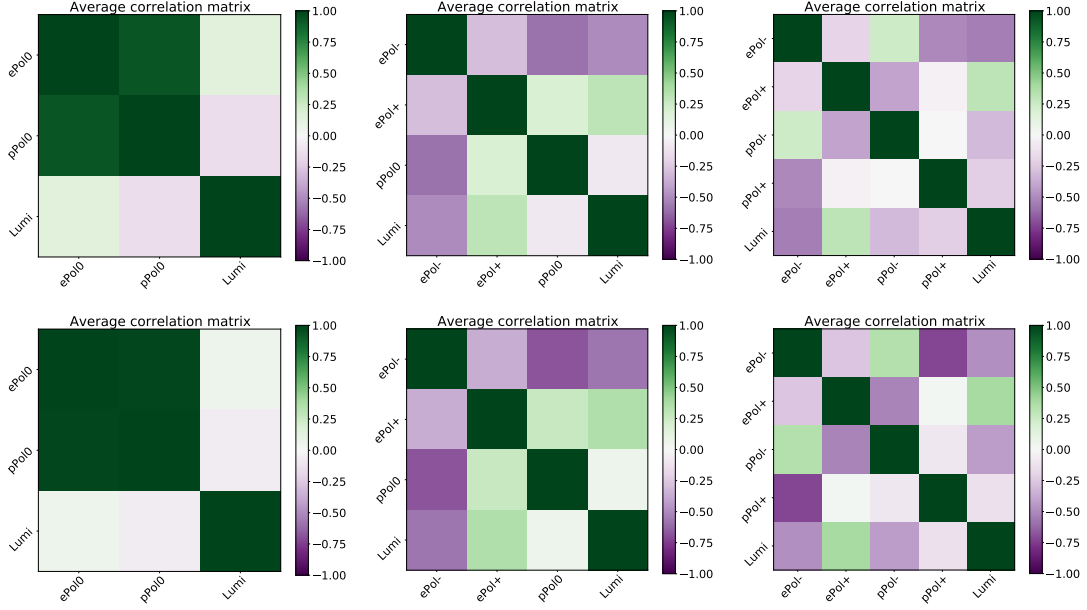 Average correlation matrix
ePol0
pPol0
Lumi
ePol0
pPol0
Lumi
1.00
0.75
0.50
0.25
0.00
−0.25
−0.50
−0.75
−1.00
Average correlation matrix
ePol-
ePol+
pPol0
Lumi
ePol-
ePol+
pPol0
Lumi
1.00
0.75
0.50
0.25
0.00
−0.25
−0.50
−0.75
−1.00
Average correlation matrix
ePol-
ePol+
pPol-
pPol+
Lumi
ePol-
ePol+
pPol-
pPol+
Lumi
1.00
0.75
0.50
0.25
0.00
−0.25
−0.50
−0.75
−1.00
Average correlation matrix
ePol0
pPol0
Lumi
ePol0
pPol0
Lumi
1.00
0.75
0.50
0.25
0.00
−0.25
−0.50
−0.75
−1.00
Average correlation matrix
ePol-
ePol+
pPol0
Lumi
ePol-
ePol+
pPol0
Lumi
1.00
0.75
0.50
0.25
0.00
−0.25
−0.50
−0.75
−1.00
Average correlation matrix
ePol-
ePol+
pPol-
pPol+
Lumi
ePol-
ePol+
pPol-
pPol+
Lumi
1.00
0.75
0.50
0.25
0.00
−0.25
−0.50
−0.75
−1.00